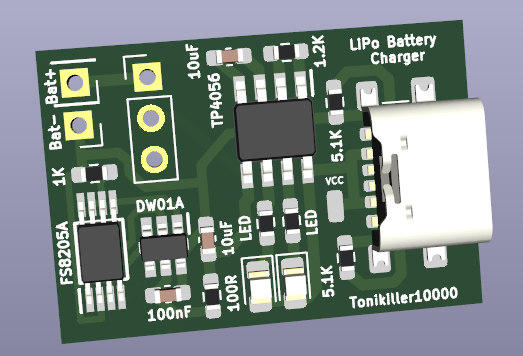 10uF
1.2K
LiPo Battery
Charger
Bat+
TP4056
Bat-
5.1K
1K
VCC
DW01A
FS8205A
10uF
LED
LED
100R
5.1K
100nF
Tonikiller10000